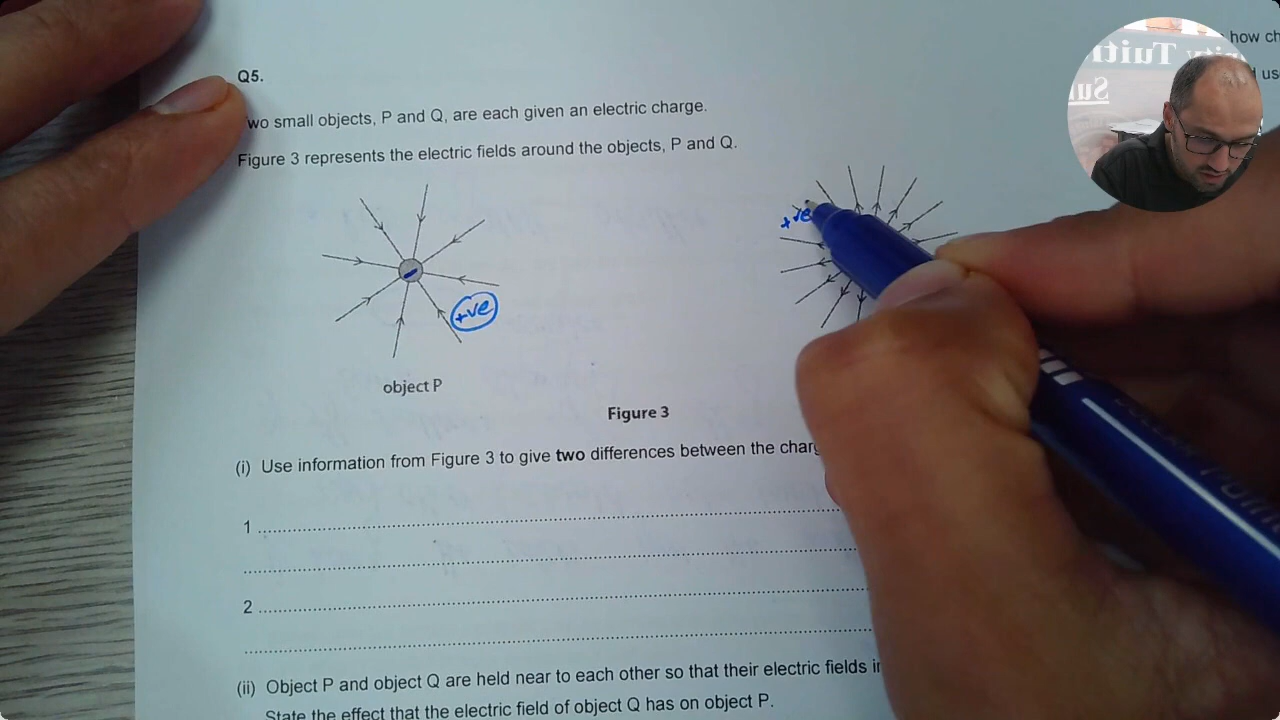 how ch
us
Q5.
wo small objects, P and Q, are each given an electric charge.
Figure 3 represents the electric fields around the objects, P and Q.
+ve
−
+ve
object P
Figure 3
(i) Use information from Figure 3 to give two differences between the charg
1
2
(ii) Object P and object Q are held near to each other so that their electric fields in
State the effect that the electric field of object Q has on object P.